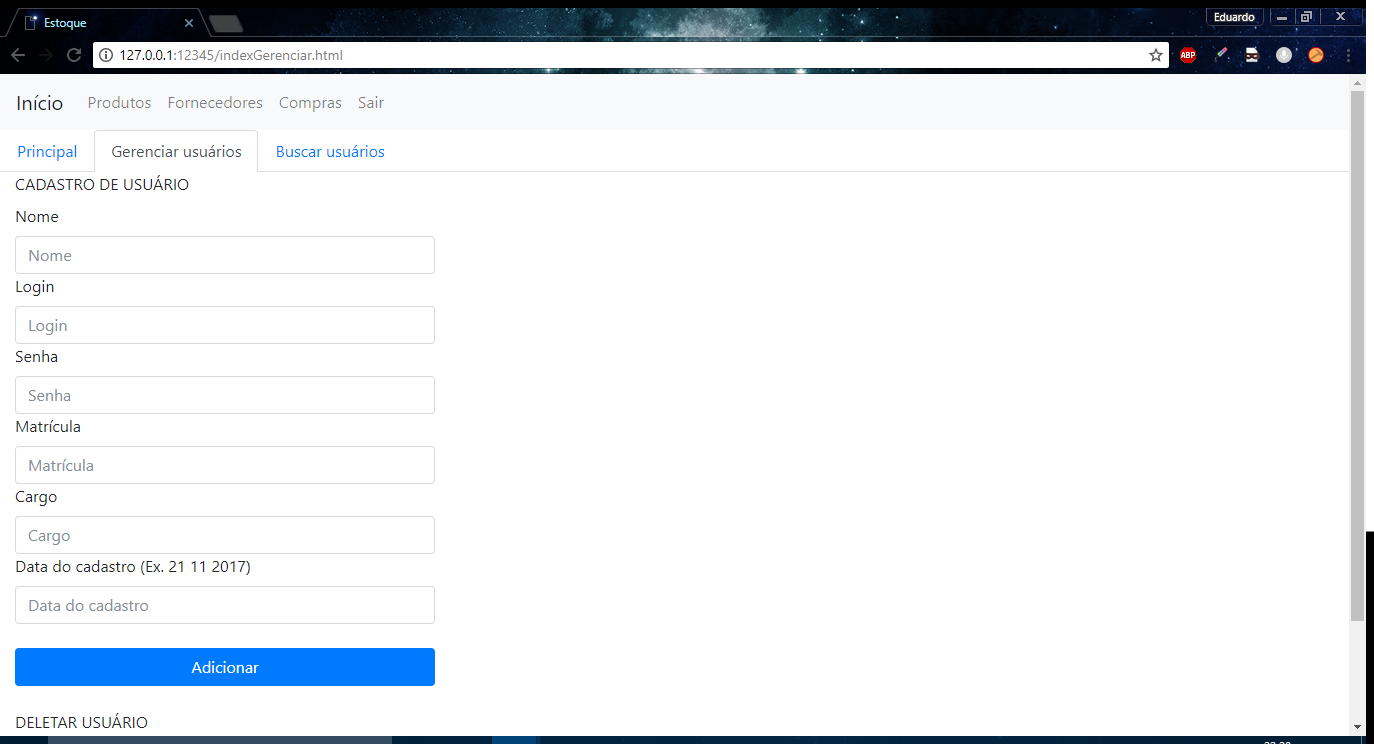 Estoque
Eduardo
127.0.0.1:12345/indexGerenciar.html
ABP
Início Produtos Fornecedores Compras Sair
Principal Gerenciar usuários Buscar usuários
CADASTRO DE USUÁRIO
Nome
Nome
Login
Login
Senha
Senha
Matrícula
Matrícula
Cargo
Cargo
Data do cadastro (Ex. 21 11 2017)
Data do cadastro
Adicionar
DELETAR USUÁRIO